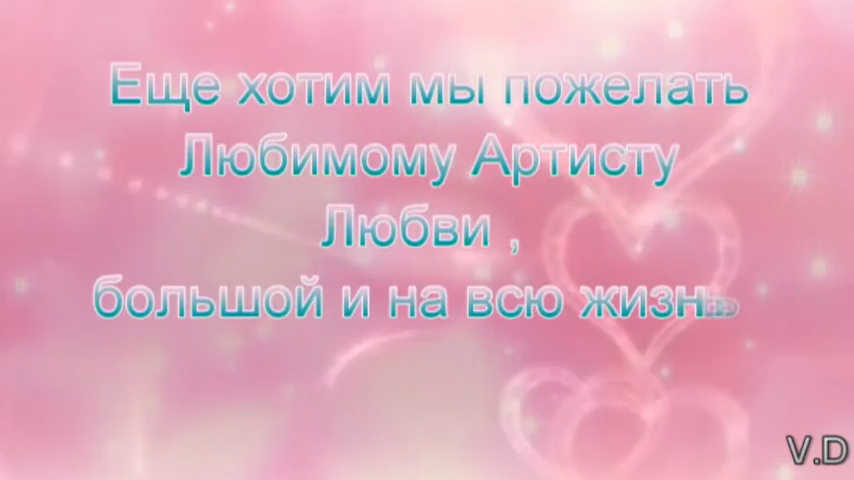 Еще хотим мы пожелать
Любимому Артисту
Любви ,
большой и на всю жизнь
V.D